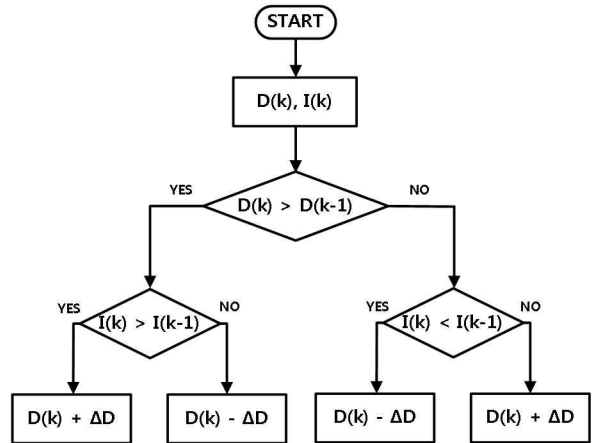 START
D(k), I(k)
YES
NO
D(k) > D(k-1)
YES
NO
YES
NO
I(k) > I(k-1)
I(k) < I(k-1)
D(k) + ΔD
D(k) - ΔD
D(k) - ΔD
D(k) + ΔD